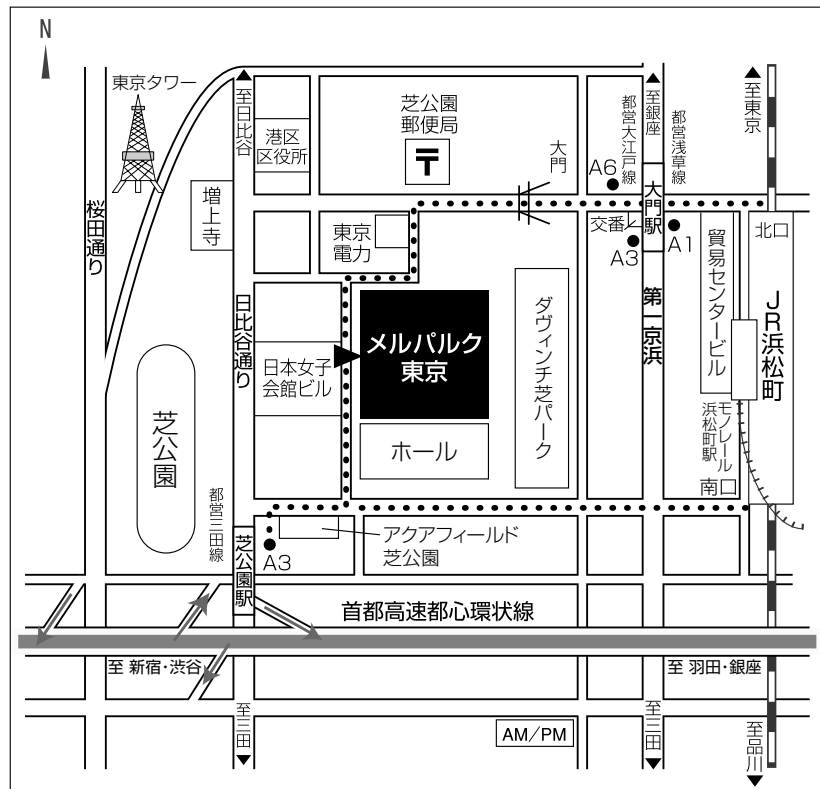 N
東京タワー
至日比谷
港区
区役所
芝公園
郵便局
大門
都営大江戸線
至銀座
都営浅草線
至東京
A6
増上寺
桜田通り
東京
電力
交番
大門駅
A3
A1
北口
貿易センタービル
JR浜松町
日比谷通り
メルパルク
東京
日本女子
会館ビル
ダヴィンチ芝パーク
第一京浜
芝公園
ホール
モノレール
浜松町駅
南口
都営三田線
芝公園駅
A3
アクアフィールド
芝公園
首都高速都心環状線
至 新宿・渋谷
至 羽田・銀座
至三田
AM/PM
至三田
至品川